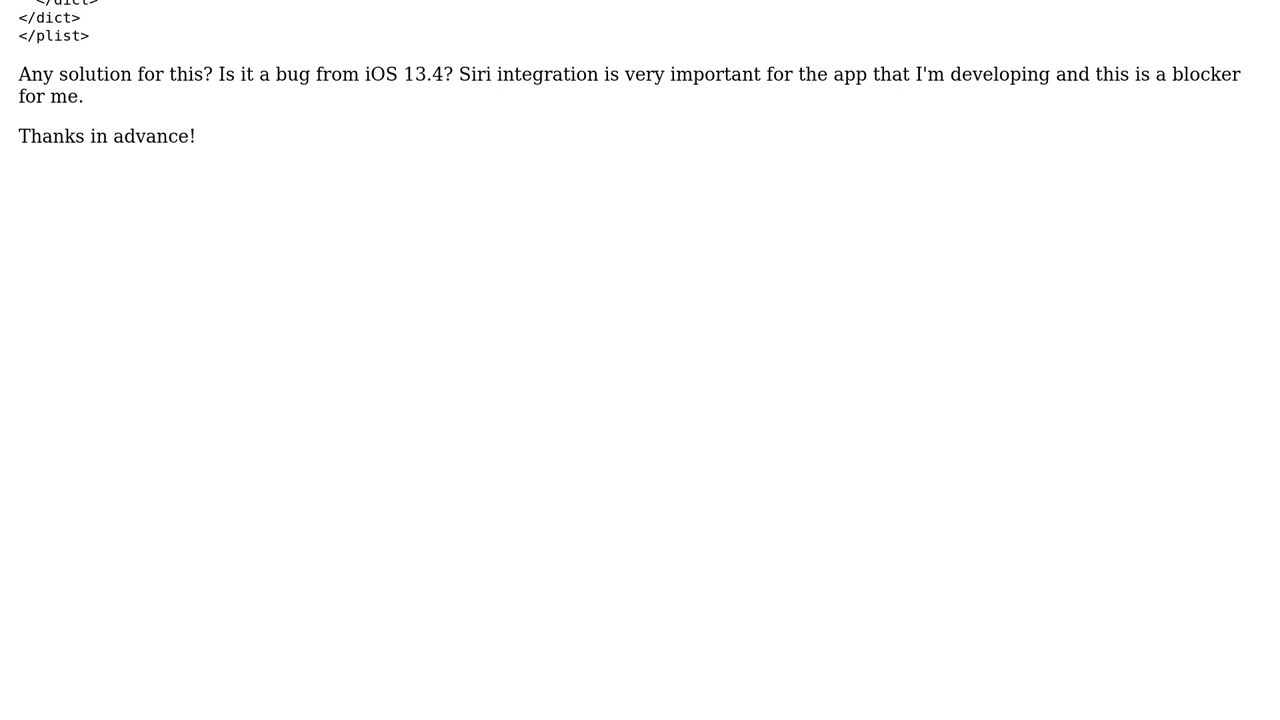 </dict>
</dict>
</plist>
Any solution for this? Is it a bug from iOS 13.4? Siri integration is very important for the app that I'm developing and this is a blocker
for me.
Thanks in advance!